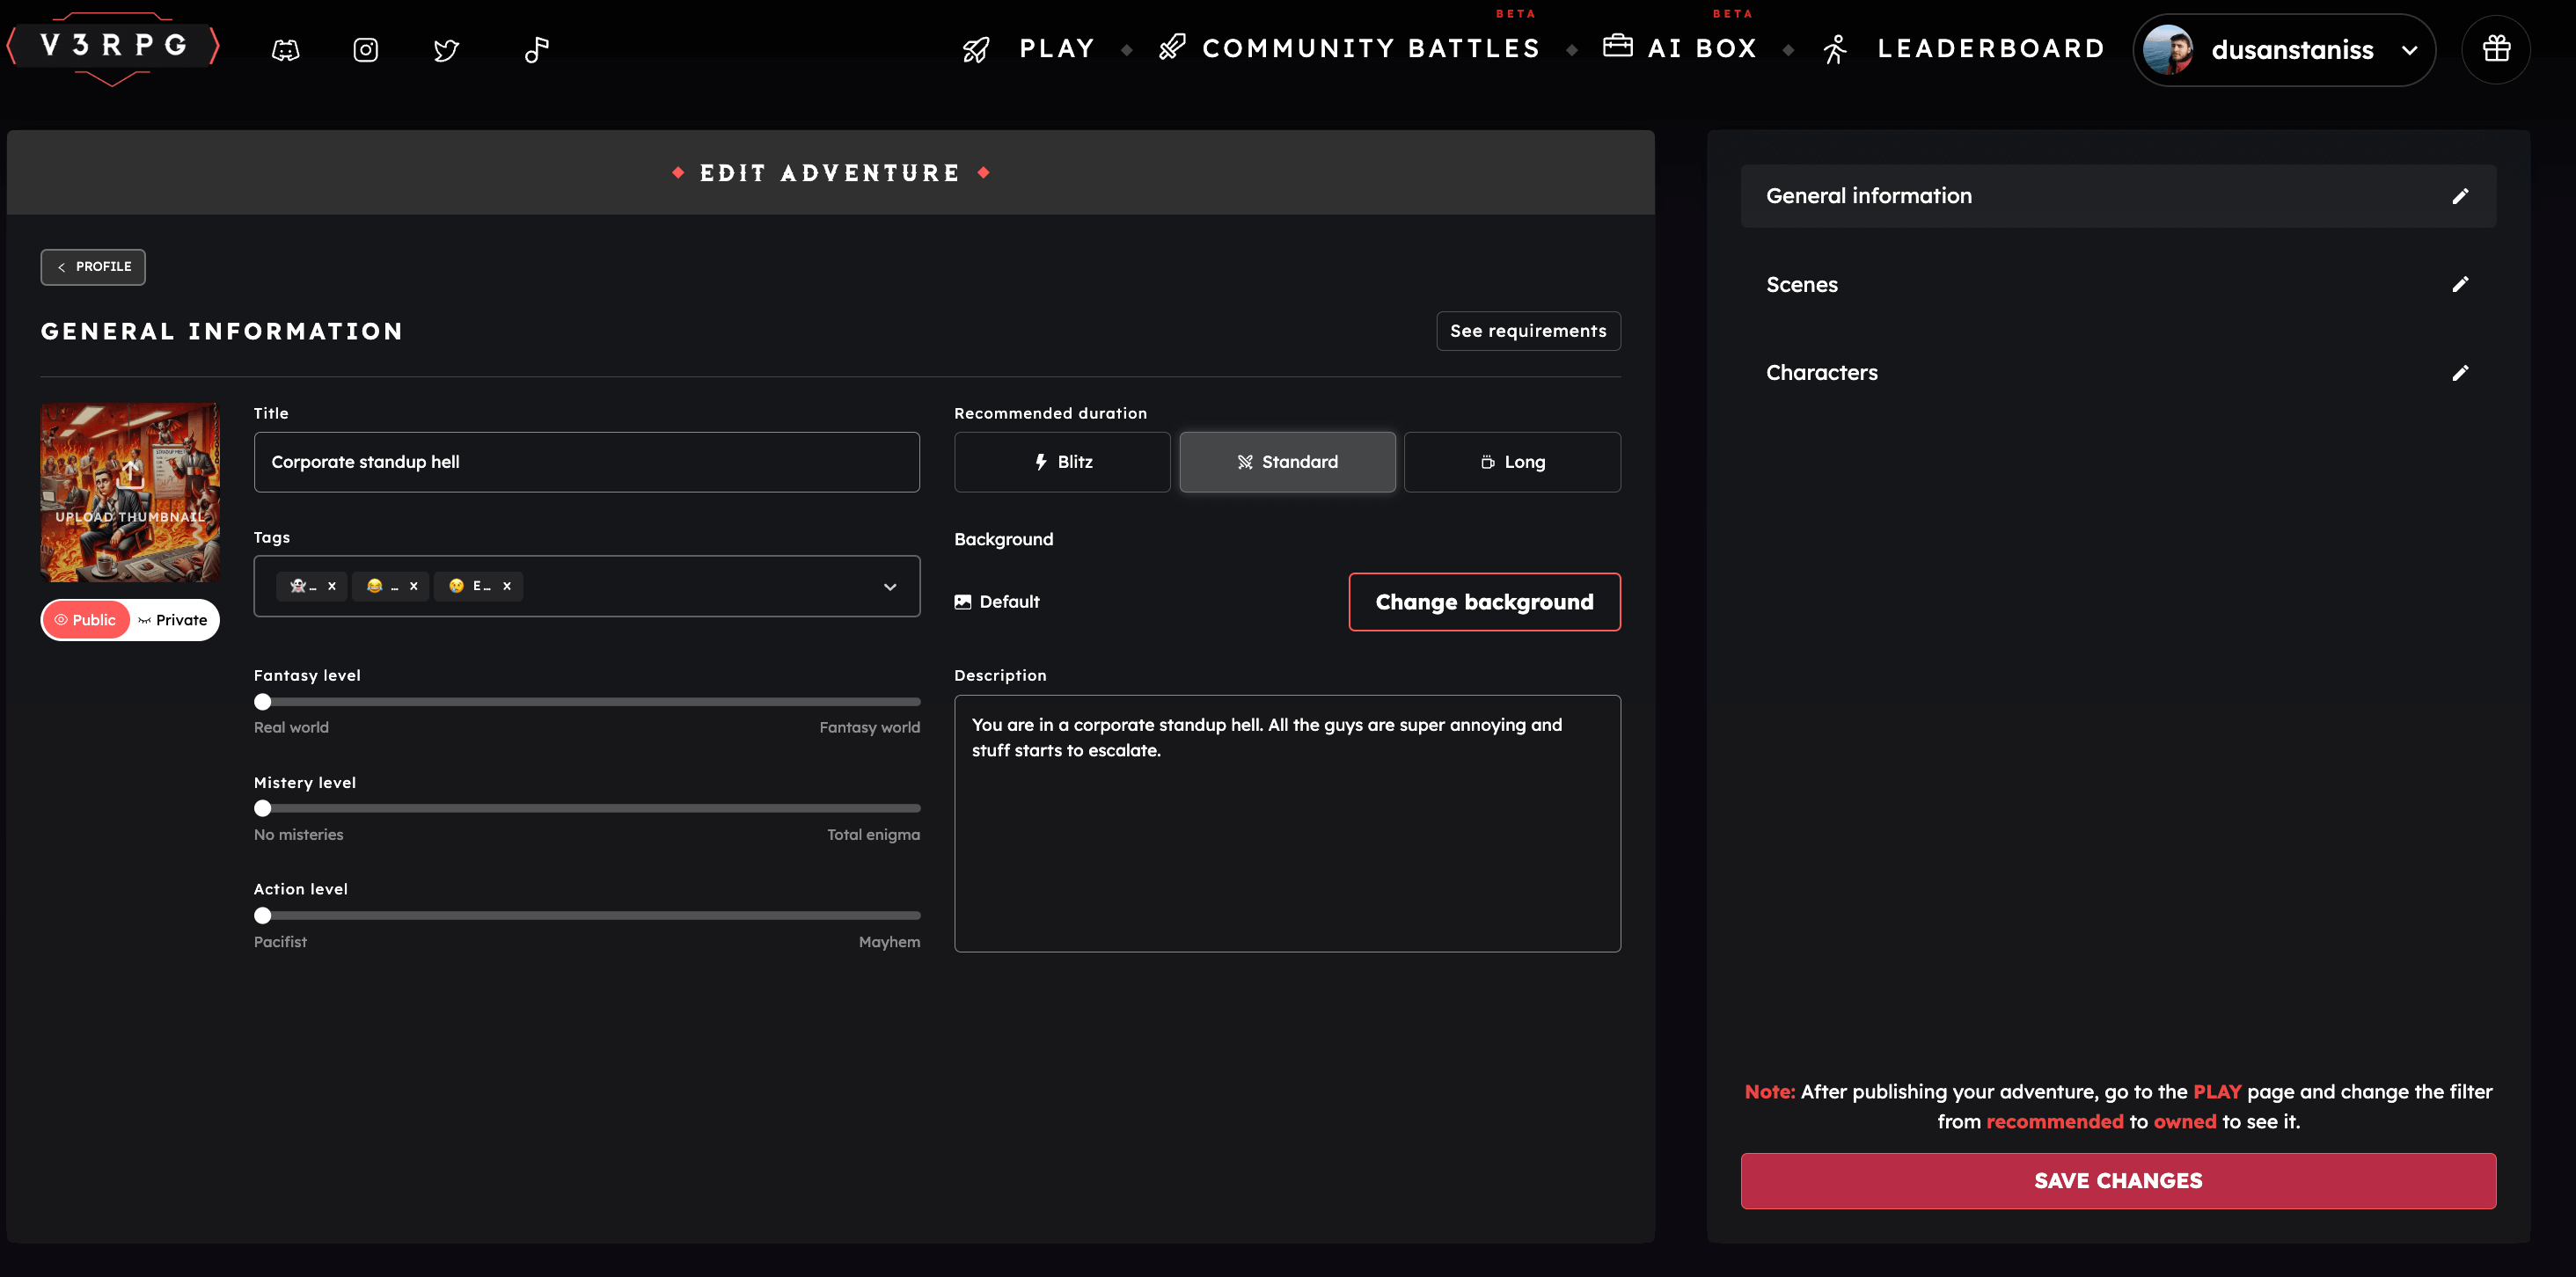 V3RPG
PLAY
BETA
COMMUNITY BATTLES
BETA
AI BOX
LEADERBOARD
dusanstaniss
EDIT ADVENTURE
PROFILE
GENERAL INFORMATION
See requirements
UPLOAD THUMBNAIL
Public
Private
Title
Corporate standup hell
Tags
👻 ... x 😂 ... x 😢 E... x
Fantasy level
Real world
Fantasy world
Mistery level
No misteries
Total enigma
Action level
Pacifist
Mayhem
Recommended duration
Blitz
Standard
Long
Background
Default
Change background
Description
You are in a corporate standup hell. All the guys are super annoying and
stuff starts to escalate.
General information
Scenes
Characters
Note: After publishing your adventure, go to the PLAY page and change the filter
from recommended to owned to see it.
SAVE CHANGES